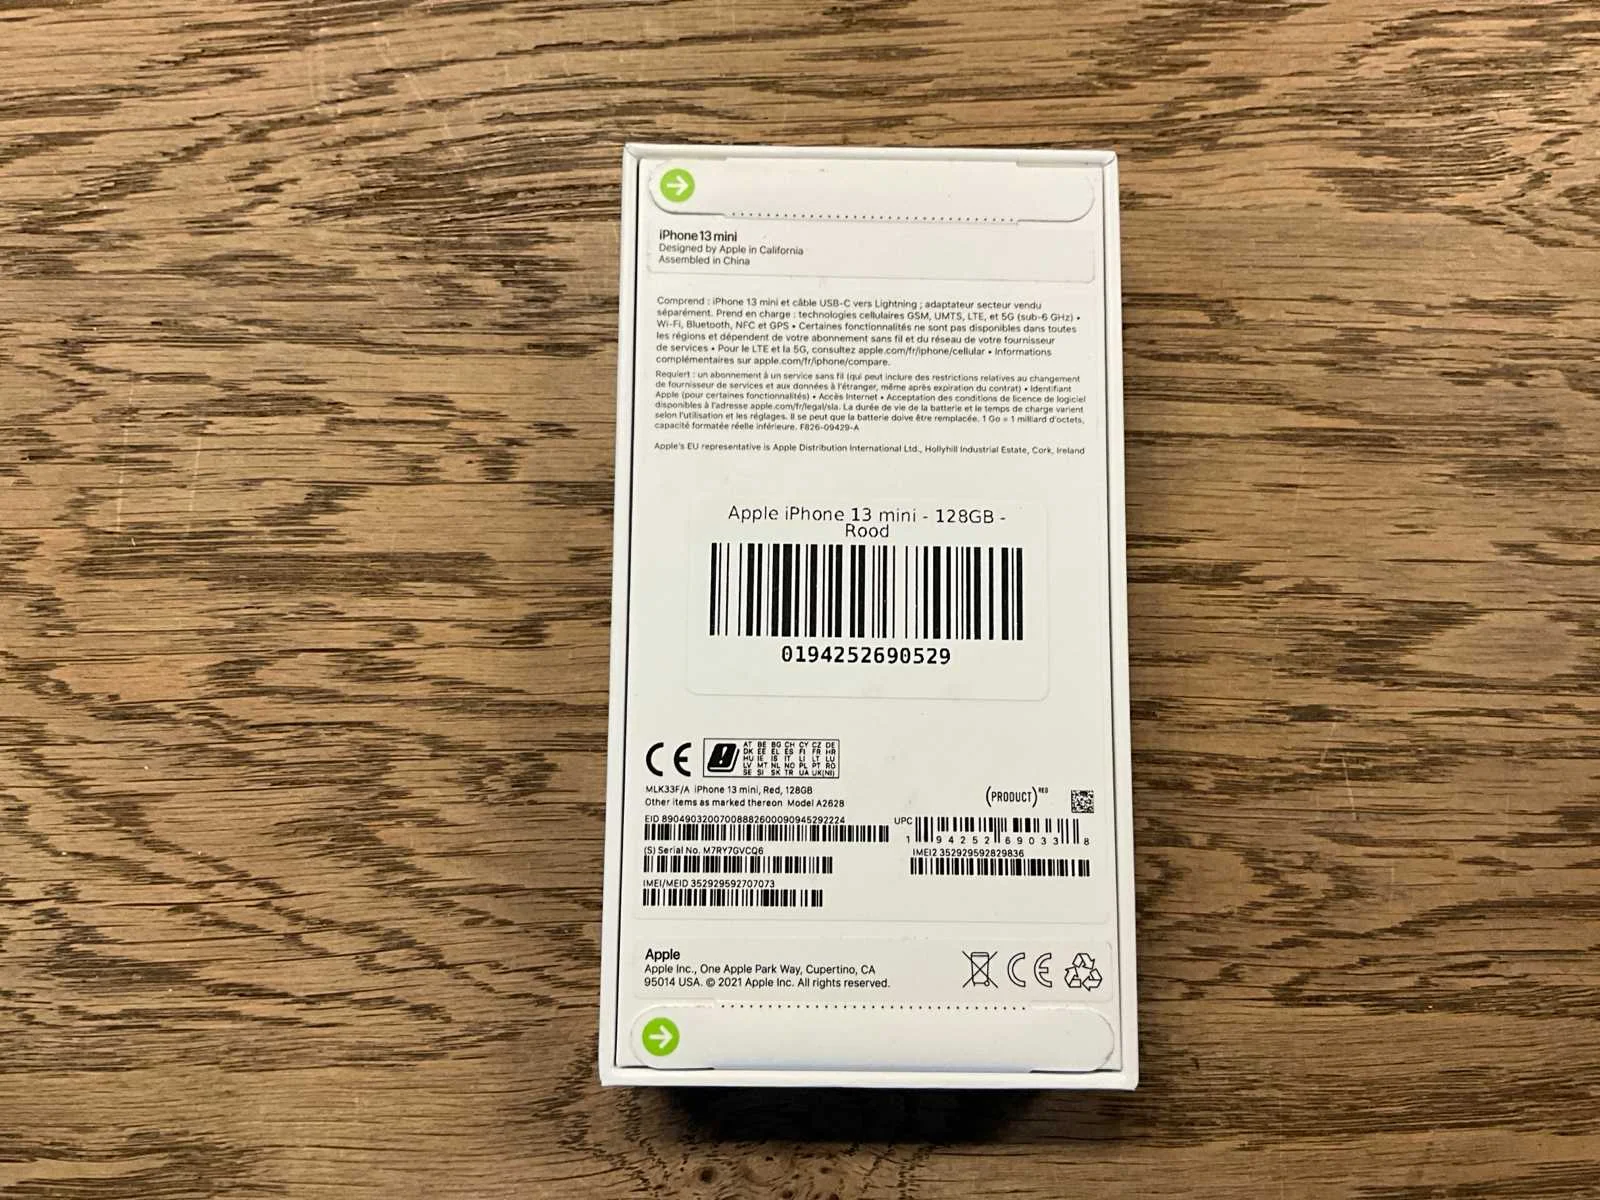 iPhone 13 mini
Designed by Apple in California
Assembled in China
Comprend : iPhone 13 mini et câble USB-C vers Lightning ; adaptateur secteur vendu
séparément. Prend en charge : technologies cellulaires GSM, UMTS, LTE, et 5G (sub-6 GHz) •
Wi-Fi, Bluetooth, NFC et GPS • Certaines fonctionnalités ne sont pas disponibles dans toutes
les régions et dépendent de votre abonnement sans fil et du réseau de votre fournisseur
de services • Pour le LTE et la 5G, consultez apple.com/fr/iphone/cellular • Informations
complémentaires sur apple.com/fr/iphone/compare.
Requiert : un abonnement à un service sans fil (qui peut inclure des restrictions relatives au changement
de fournisseur de services et aux données à l'étranger, même après expiration du contrat) • Identifiant
Apple (pour certaines fonctionnalités) • Accès Internet • Acceptation des conditions de licence de logiciel
disponibles à l'adresse apple.com/fr/legal/sla. La durée de vie de la batterie et le temps de charge varient
selon l'utilisation et les réglages. Il se peut que la batterie doive être remplacée. 1 Go = 1 milliard d'octets,
capacité formatée réelle inférieure. F826-09429-A
Apple's EU representative is Apple Distribution International Ltd., Hollyhill Industrial Estate, Cork, Ireland
Apple iPhone 13 mini - 128GB -
Rood
0194252690529
CE
AT BE BG CH CY CZ DE
DK EE EL ES FI FR HR
HU IE IS IT LI LT LU
LV MT NL NO PL PT RO
SE SI SK TR UA UK(NI)
MLK33F/A iPhone 13 mini, Red, 128GB
Other items as marked thereon Model A2628
(PRODUCT)RED
EID 89049032007008882600090945292224
UPC
1 94252 69033 8
(S) Serial No. M7RY7GVCQ6
IMEI2 352929592829836
IMEI/MEID 352929592707073
Apple
Apple Inc., One Apple Park Way, Cupertino, CA
95014 USA. © 2021 Apple Inc. All rights reserved.
CE